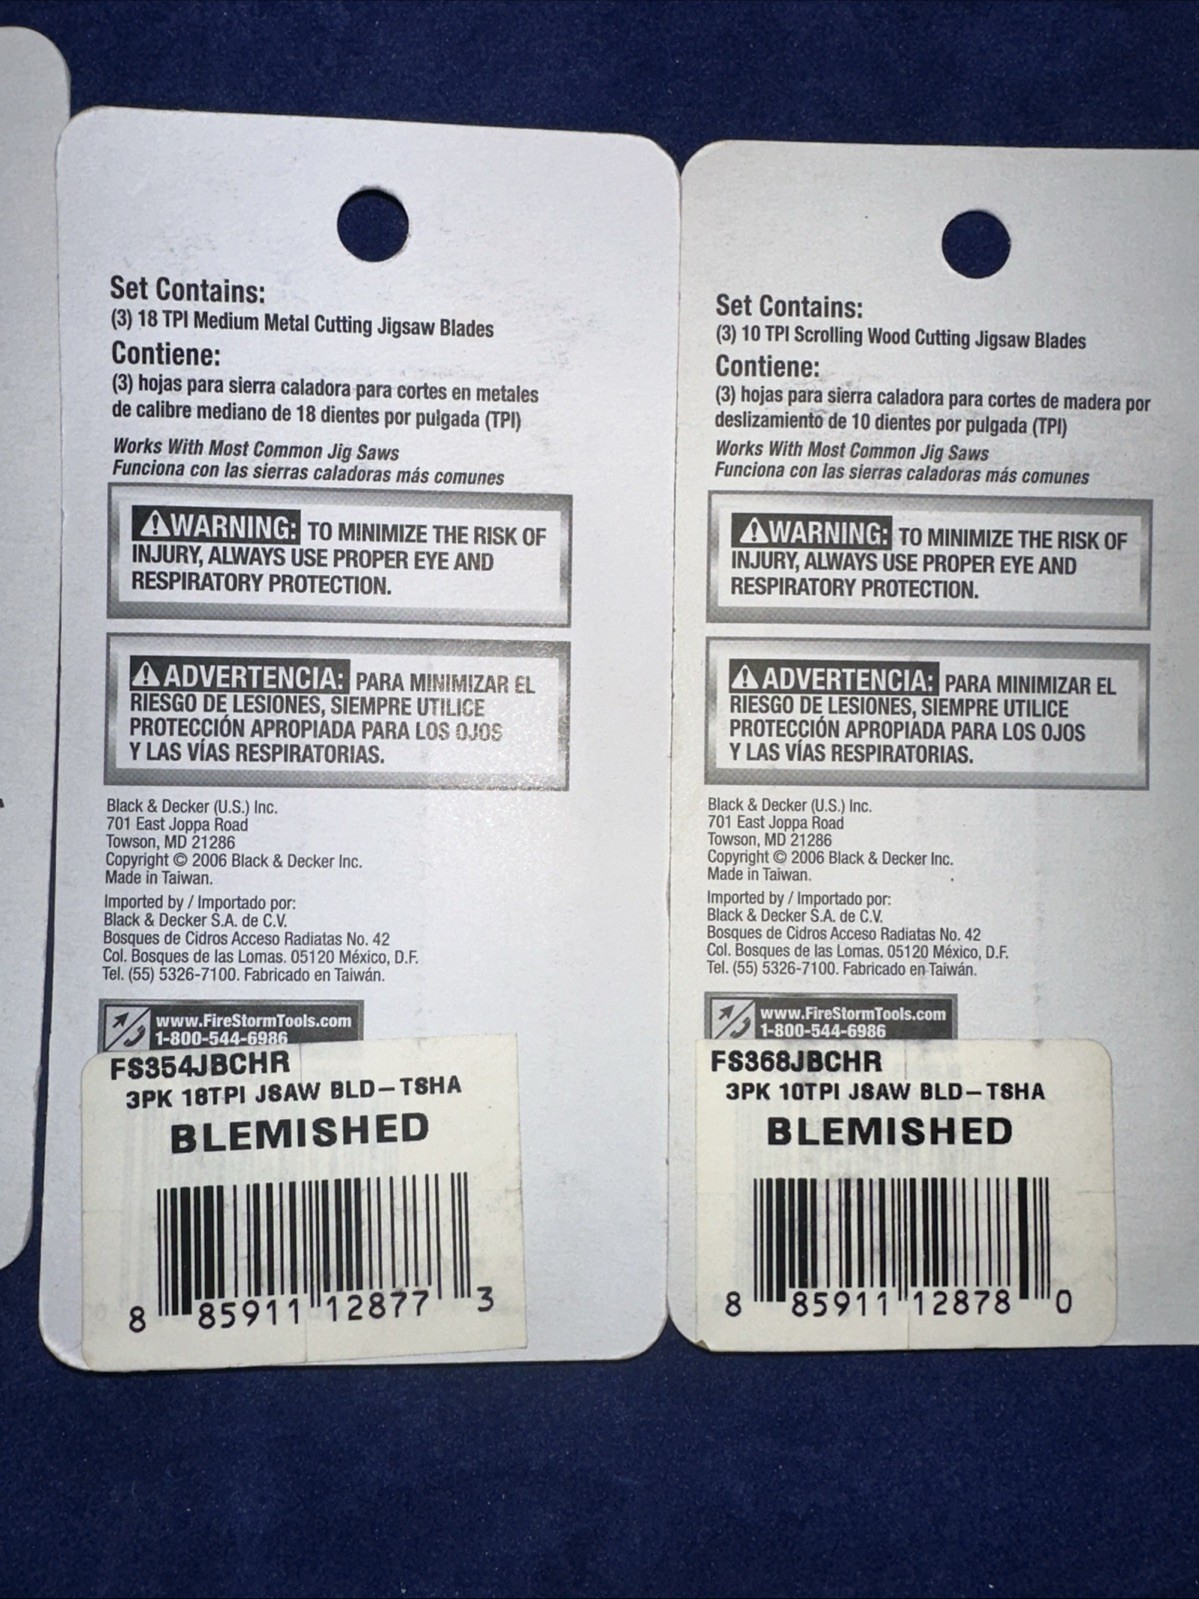 Set Contains:
(3) 18 TPI Medium Metal Cutting Jigsaw Blades
Contiene:
(3) hojas para sierra caladora para cortes en metales
de calibre mediano de 18 dientes por pulgada (TPI)
Works With Most Common Jig Saws
Funciona con las sierras caladoras más comunes
WARNING: TO MINIMIZE THE RISK OF
INJURY, ALWAYS USE PROPER EYE AND
RESPIRATORY PROTECTION.
ADVERTENCIA: PARA MINIMIZAR EL
RIESGO DE LESIONES, SIEMPRE UTILICE
PROTECCIÓN APROPIADA PARA LOS OJOS
Y LAS VÍAS RESPIRATORIAS.
Black & Decker (U.S.) Inc.
701 East Joppa Road
Towson, MD 21286
Copyright © 2006 Black & Decker Inc.
Made in Taiwan.
Imported by / Importado por:
Black & Decker S.A. de C.V.
Bosques de Cidros Acceso Radiatas No. 42
Col. Bosques de las Lomas. 05120 México, D.F.
Tel. (55) 5326-7100. Fabricado en Taiwán.
www.FireStormTools.com
1-800-544-6986
FS354JBCHR
3PK 18TPI JSAW BLD-TSHA
BLEMISHED
8 85911 12877 3
Set Contains:
(3) 10 TPI Scrolling Wood Cutting Jigsaw Blades
Contiene:
(3) hojas para sierra caladora para cortes de madera por
deslizamiento de 10 dientes por pulgada (TPI)
Works With Most Common Jig Saws
Funciona con las sierras caladoras más comunes
WARNING: TO MINIMIZE THE RISK OF
INJURY, ALWAYS USE PROPER EYE AND
RESPIRATORY PROTECTION.
ADVERTENCIA: PARA MINIMIZAR EL
RIESGO DE LESIONES, SIEMPRE UTILICE
PROTECCIÓN APROPIADA PARA LOS OJOS
Y LAS VÍAS RESPIRATORIAS.
Black & Decker (U.S.) Inc.
701 East Joppa Road
Towson, MD 21286
Copyright © 2006 Black & Decker Inc.
Made in Taiwan.
Imported by / Importado por:
Black & Decker S.A. de C.V.
Bosques de Cidros Acceso Radiatas No. 42
Col. Bosques de las Lomas. 05120 México, D.F.
Tel. (55) 5326-7100. Fabricado en Taiwán.
www.FireStormTools.com
1-800-544-6986
FS368JBCHR
3PK 10TPI JSAW BLD-TSHA
BLEMISHED
8 85911 12878 0